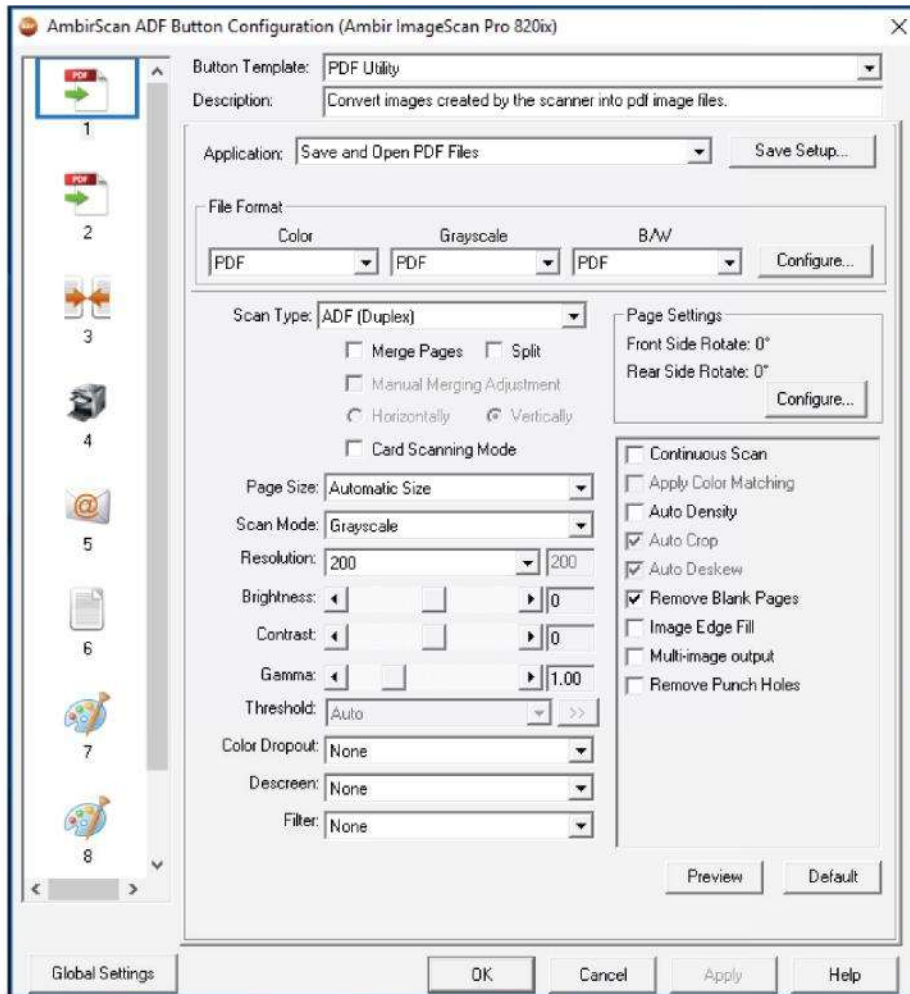 AmbirScan ADF Button Configuration (Ambir ImageScan Pro 820ix)
PDF
1
PDF
2
3
4
@
5
6
7
8
Button Template: PDF Utility
Description: Convert images created by the scanner into pdf image files.
Application: Save and Open PDF Files Save Setup...
File Format
Color Grayscale B/W
PDF PDF PDF Configure...
Scan Type: ADF (Duplex)
Merge Pages Split
Manual Merging Adjustment
Horizontally Vertically
Card Scanning Mode
Page Size: Automatic Size
Scan Mode: Grayscale
Resolution: 200 200
Brightness: 0
Contrast: 0
Gamma: 1.00
Threshold: Auto >>
Color Dropout: None
Descreen: None
Filter: None
Page Settings
Front Side Rotate: 0°
Rear Side Rotate: 0°
Configure...
Continuous Scan
Apply Color Matching
Auto Density
Auto Crop
Auto Deskew
Remove Blank Pages
Image Edge Fill
Multi-image output
Remove Punch Holes
Preview Default
Global Settings OK Cancel Apply Help